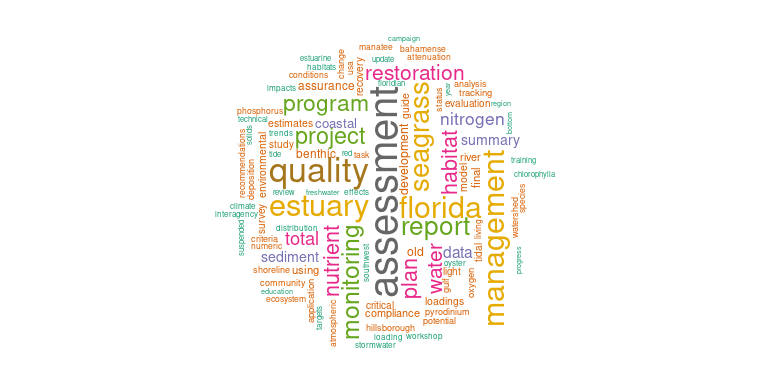 campaign
manatee
bahamense
estuarine
update
attenuation
habitats
change
usa
recovery
restoration
conditions
floridian
impacts
assurance
analysis
tracking
status
year
program
guide
evaluation
region
phosphorus
technical
estimates
coastal
nitrogen
bottom
solids
trends
project
seagrass
study
summary
recommendations
deposition
environmental
tide
benthic
red
task
development
habitat
river
model
final
training
quality
chlorophylla
review
freshwater
effects
assessment
management
species
watershed
climate
interagency
estuary
florida
survey
suspended
distribution
report
tidal
living
criteria
numeric
total
nutrient
monitoring
southwest
old
water
data
sediment
plan
oyster
light
gulf
oxygen
progress
shoreline
using
community
education
ecosystem
application
targets
atmospheric
critical
compliance
loadings
pyrodinium
potential
hillsborough
loading
workshop
stormwater